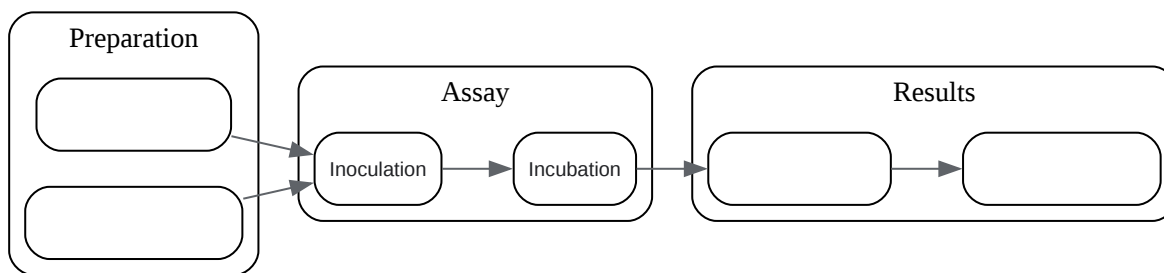 Preparation
Assay
Results
Inoculation
Incubation